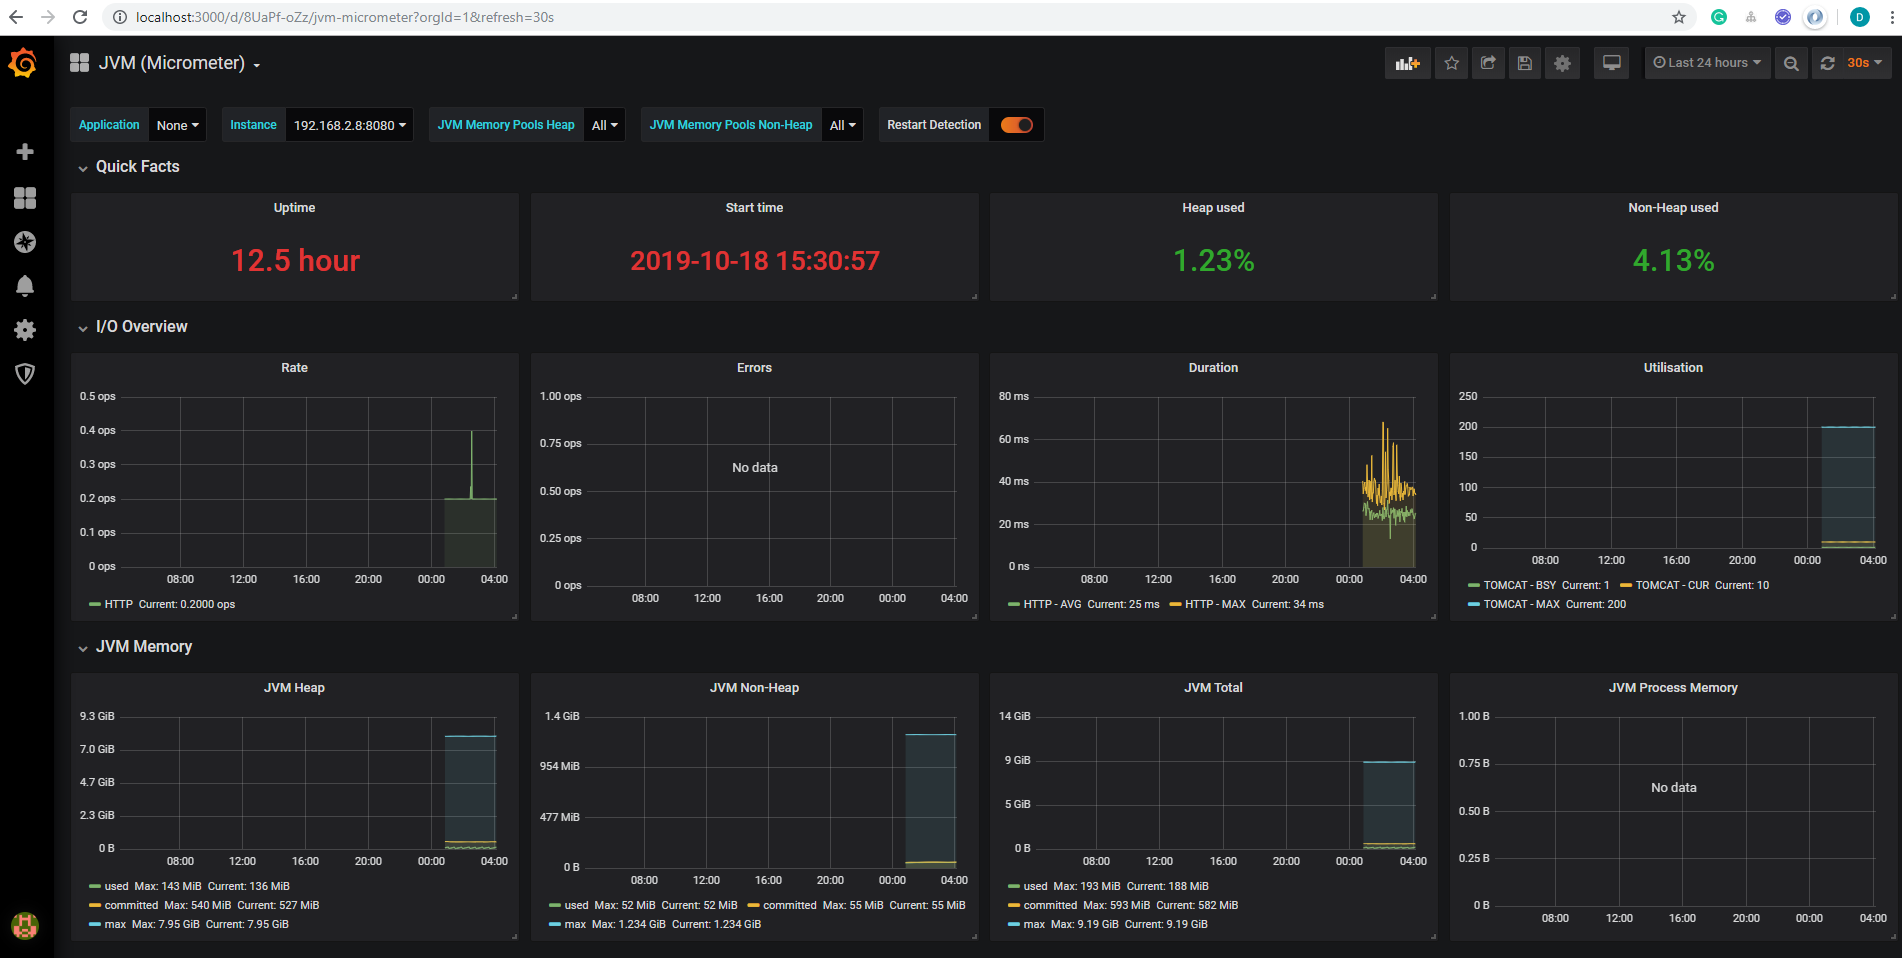 localhost:3000/d/8UaPf-oZz/jvm-micrometer?orgId=1&refresh=30s
D
JVM (Micrometer)
Last 24 hours
30s
Application None Instance 192.168.2.8:8080 JVM Memory Pools Heap All JVM Memory Pools Non-Heap All Restart Detection
Quick Facts
Uptime
12.5 hour
Start time
2019-10-18 15:30:57
Heap used
1.23%
Non-Heap used
4.13%
I/O Overview
Rate
0.5 ops
0.4 ops
0.3 ops
0.2 ops
0.1 ops
0 ops
08:00 12:00 16:00 20:00 00:00 04:00
HTTP Current: 0.2000 ops
Errors
1.00 ops
0.75 ops
No data
0.50 ops
0.25 ops
0 ops
08:00 12:00 16:00 20:00 00:00 04:00
Duration
80 ms
60 ms
40 ms
20 ms
0 ns
08:00 12:00 16:00 20:00 00:00 04:00
HTTP - AVG Current: 25 ms HTTP - MAX Current: 34 ms
Utilisation
250
200
150
100
50
0
08:00 12:00 16:00 20:00 00:00 04:00
TOMCAT - BSY Current: 1 TOMCAT - CUR Current: 10
TOMCAT - MAX Current: 200
JVM Memory
JVM Heap
9.3 GiB
7.0 GiB
4.7 GiB
2.3 GiB
0 B
08:00 12:00 16:00 20:00 00:00 04:00
used Max: 143 MiB Current: 136 MiB
committed Max: 540 MiB Current: 527 MiB
max Max: 7.95 GiB Current: 7.95 GiB
JVM Non-Heap
1.4 GiB
954 MiB
477 MiB
0 B
08:00 12:00 16:00 20:00 00:00 04:00
used Max: 52 MiB Current: 52 MiB committed Max: 55 MiB Current: 55 MiB
max Max: 1.234 GiB Current: 1.234 GiB
JVM Total
14 GiB
9 GiB
5 GiB
0 B
08:00 12:00 16:00 20:00 00:00 04:00
used Max: 193 MiB Current: 188 MiB
committed Max: 593 MiB Current: 582 MiB
max Max: 9.19 GiB Current: 9.19 GiB
JVM Process Memory
1.00 B
0.75 B
No data
0.50 B
0.25 B
0 B
08:00 12:00 16:00 20:00 00:00 04:00